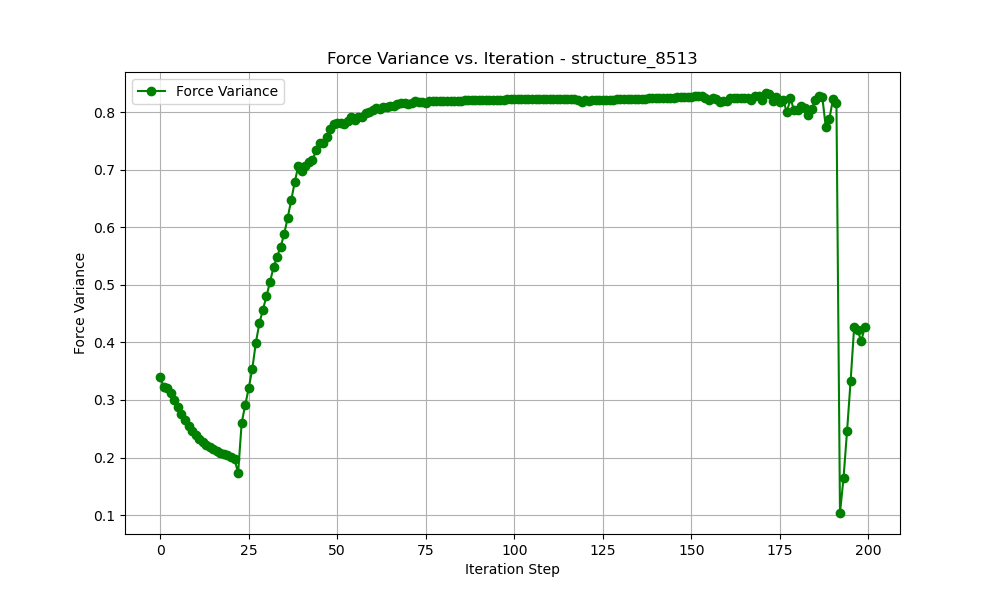 Force Variance vs. Iteration - structure_8513
Force Variance
0.8
0.7
0.6
0.5
0.4
0.3
0.2
0.1
Force Variance
0 25 50 75 100 125 150 175 200
Iteration Step